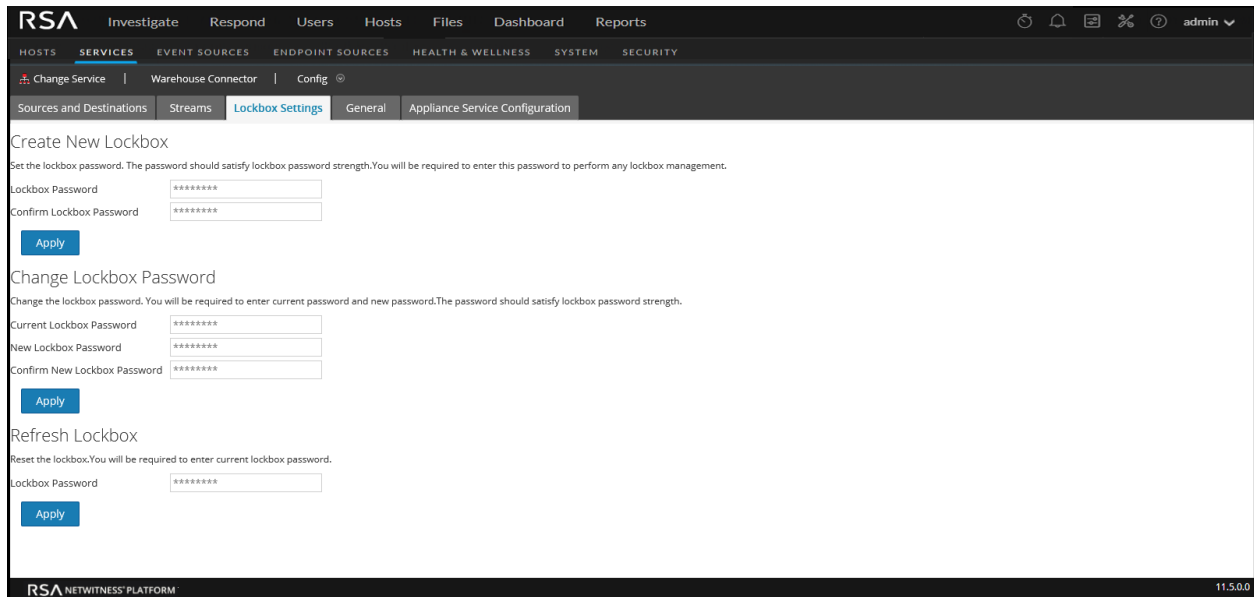 RSA Investigate Respond Users Hosts Files Dashboard Reports admin
HOSTS SERVICES EVENT SOURCES ENDPOINT SOURCES HEALTH & WELLNESS SYSTEM SECURITY
Change Service | Warehouse Connector | Config
Sources and Destinations Streams Lockbox Settings General Appliance Service Configuration
Create New Lockbox
Set the lockbox password. The password should satisfy lockbox password strength.You will be required to enter this password to perform any lockbox management.
Lockbox Password ********
Confirm Lockbox Password ********
Apply
Change Lockbox Password
Change the lockbox password. You will be required to enter current password and new password.The password should satisfy lockbox password strength.
Current Lockbox Password ********
New Lockbox Password ********
Confirm New Lockbox Password ********
Apply
Refresh Lockbox
Reset the lockbox.You will be required to enter current lockbox password.
Lockbox Password ********
Apply
RSA NETWITNESS® PLATFORM 11.5.0.0